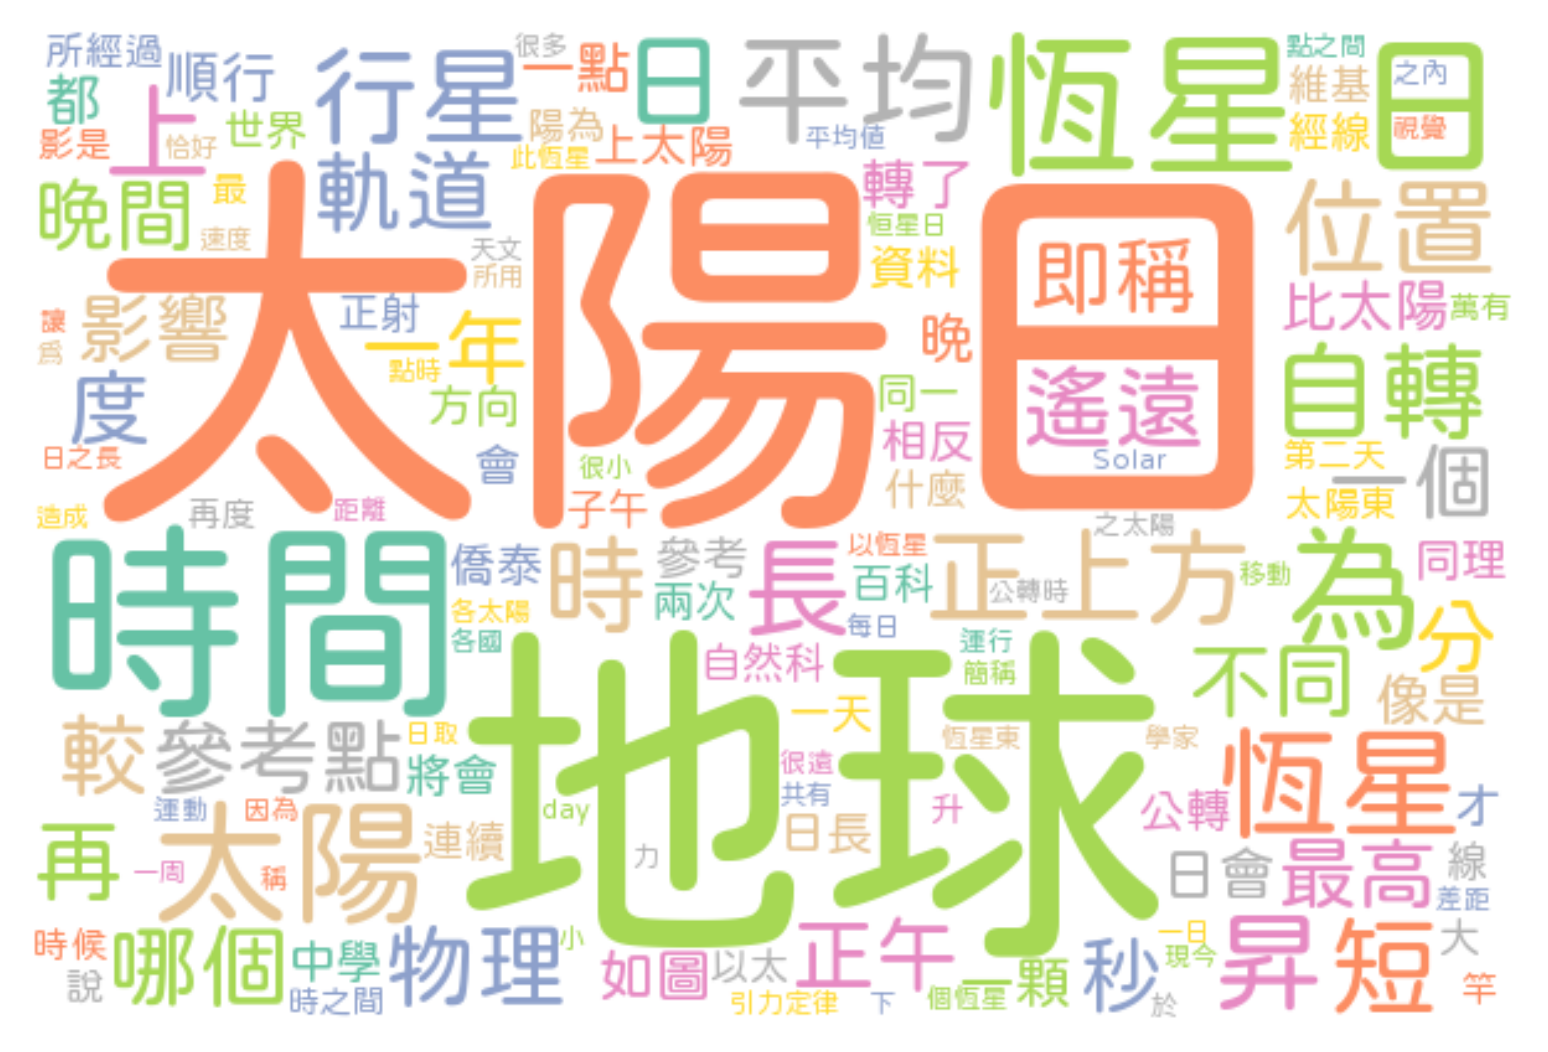 所經過
順行
行星
很多
一點
日
平均
恆星日
點之間
維基
之內
都
上
世界
陽為
平均值
經線
視覺
影是
恰好
此恆星
上太陽
晚間
最
軌道
轉了
位置
速度
太陽日
恒星日
天文
資料
即稱
所用
讓
影響
正射
一年
晚
比太陽
萬有
爲
點時
遙遠
自轉
度
方向
同一
日之長
會
很小
相反
Solar
第二天
一個
造成
再度
距離
子午
什麼
太陽東
之太陽
時間
僑泰
時
參考
長
以恆星
正上方
為
同理
兩次
百科
公轉時
移動
各太陽
各國
每日
分
地球
自然科
運行
簡稱
不同
像是
較
參考點
日取
一天
恆星東
學家
恆星
將會
很遠
運動
因為
day
共有
升
公轉
才
再
太陽
連續
日長
一周
稱
力
日會
最高
線
差距
時候
哪個
中學
物理
小
如圖
以太
正午
一顆
秒
一日
昇
短
大
說
時之間
引力定律
下
個恆星
現今
於
竿